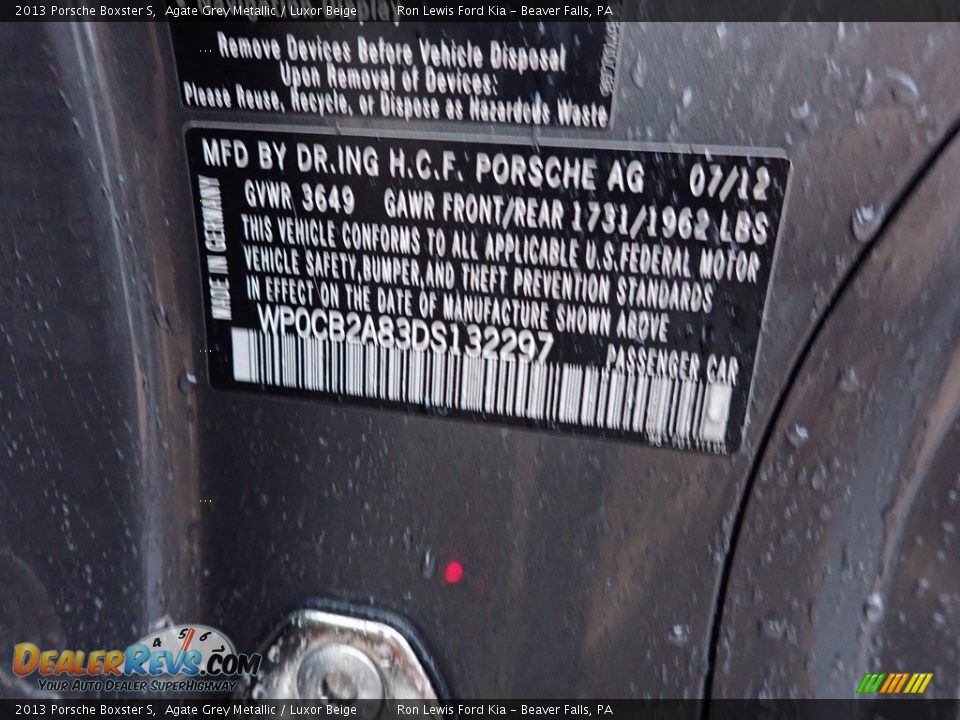 2013 Porsche Boxster S,  Agate Grey Metallic / Luxor Beige          Ron Lewis Ford Kia - Beaver Falls, PA
Remove Devices Before Vehicle Disposal
Upon Removal of Devices:
Please Reuse, Recycle, or Dispose as Hazardous Waste
MFD BY DR.ING H.C.F. PORSCHE AG 07/12
GVWR 3649 GAWR FRONT/REAR 1731/1962 LBS
THIS VEHICLE CONFORMS TO ALL APPLICABLE U.S.FEDERAL MOTOR
VEHICLE SAFETY,BUMPER,AND THEFT PREVENTION STANDARDS
IN EFFECT ON THE DATE OF MANUFACTURE SHOWN ABOVE
MADE IN GERMANY
WP0CB2A83DS132297
PASSENGER CAR
4 5 6
DEALERREVS.COM
YOUR AUTO DEALER SUPERHIGHWAY
2013 Porsche Boxster S,  Agate Grey Metallic / Luxor Beige          Ron Lewis Ford Kia - Beaver Falls, PA